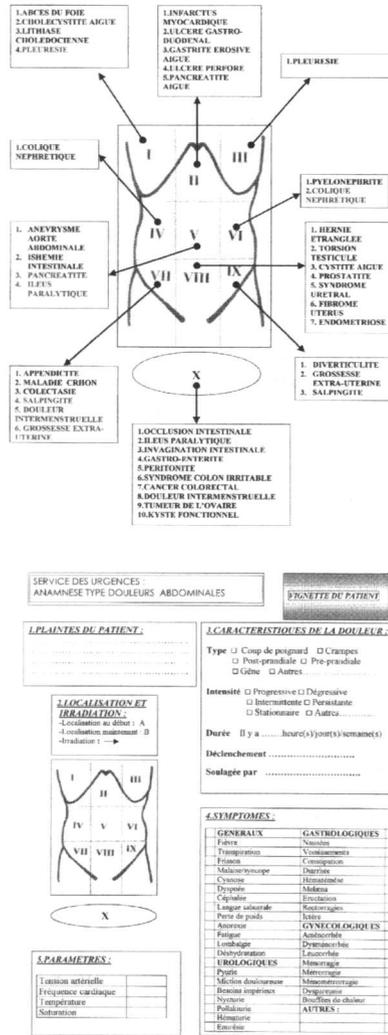 1.ABCES DU FOIE
2.CHOLECYSTITE AIGUE
3.LITHIASE
CHOLEDOCIENNE
4.PLEURESIE
1.INFARCTUS
MYOCARDIQUE
2.ULCERE GASTRO-
DUODENAL
3.GASTRITE EROSIVE
AIGUE
4.ULCERE PERFORE
5.PANCREATITE
AIGUE
1.PLEURESIE
I
II
III
1.COLIQUE
NEPHRETIQUE
1.PYELONEPHRITE
2.COLIQUE
NEPHRETIQUE
IV
V
VI
1. ANEVRYSME
AORTE
ABDOMINALE
2. ISHEMIE
INTESTINALE
3. PANCREATITE
4. ILEUS
PARALYTIQUE
1. HERNIE
ETRANGLEE
2. TORSION
TESTICULE
3. CYSTITE AIGUE
4. PROSTATITE
5. SYNDROME
URETRAL
6. FIBROME
UTERUS
7. ENDOMETRIOSE
VII
VIII
IX
1. APPENDICITE
2. MALADIE CRHON
3. COLECTASIE
4. SALPINGITE
5. DOULEUR
INTERMENSTRUELLE
6. GROSSESSE EXTRA-
UTERINE
1. DIVERTICULITE
2. GROSSESSE
EXTRA-UTERINE
3. SALPINGITE
X
1.OCCLUSION INTESTINALE
2.ILEUS PARALYTIQUE
3.INVAGINATION INTESTINALE
4.GASTRO-ENTERITE
5.PERITONITE
6.SYNDROME COLON IRRITABLE
7.CANCER COLORECTAL
8.DOULEUR INTERMENSTRUELLE
9.TUMEUR DE L'OVAIRE
10.KYSTE FONCTIONNEL
SERVICE DES URGENCES :
ANAMNESE TYPE DOULEURS ABDOMINALES
VIGNETTE DU PATIENT
1.PLAINTES DU PATIENT :
2.LOCALISATION ET
IRRADIATION :
-Localisation au début : A
-Localisation maintenant : B
-Irradiation : →
I
II
III
IV
V
VI
VII
VIII
IX
X
3.CARACTERISTIQUES DE LA DOULEUR :
Type □ Coup de poignard □ Crampes
□ Post-prandiale □ Pre-prandiale
□ Gêne □ Autres............
Intensité □ Progressive □ Dégressive
□ Intermittente □ Persistante
□ Stationnaire □ Autres...........
Durée Il y a .......heure(s)/jour(s)/semaine(s)
Déclenchement ............................
Soulagée par ............................
4.SYMPTOMES :
GENERAUX
Fièvre
Transpiration
Frisson
Malaise/syncope
Cyanose
Dyspnée
Céphalée
Langue saburrale
Perte de poids
Anorexie
Fatigue
Lombalgie
Déshydratation
UROLOGIQUES
Pyurie
Miction douloureuse
Besoins impérieux
Nycturie
Pollakiurie
Hématurie
Enurésie
GASTROLOGIQUES
Nausées
Vomissements
Constipation
Diarrhée
Hématémèse
Melaena
Eructation
Rectorragies
Ictère
GYNECOLOGIQUES
Aménorrhée
Dysménorrhée
Leucorrhée
Ménorragie
Métrorragie
Ménométrorragie
Dyspareunie
Bouffées de chaleur
AUTRES :
5.PARAMETRES :
Tension artérielle
Fréquence cardiaque
Température
Saturation